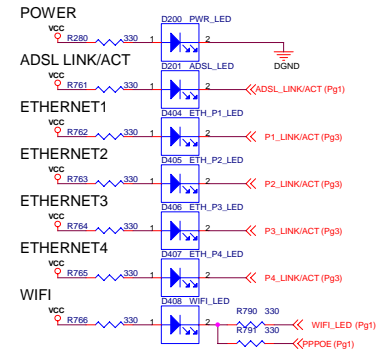 POWER
VCC
R280 330 1 D200 PWR_LED 2
DGND
ADSL LINK/ACT
VCC
R761 330 1 D201 ADSL_LED 2 ADSL_LINK/ACT (Pg1)
ETHERNET1
VCC
R762 330 1 D404 ETH_P1_LED 2 P1_LINK/ACT (Pg3)
ETHERNET2
VCC
R763 330 1 D405 ETH_P2_LED 2 P2_LINK/ACT (Pg3)
ETHERNET3
VCC
R764 330 1 D406 ETH_P3_LED 2 P3_LINK/ACT (Pg3)
ETHERNET4
VCC
R765 330 1 D407 ETH_P4_LED 2 P4_LINK/ACT (Pg3)
WIFI
VCC
R766 330 1 D408 WIFI_LED 2
R790 330 WIFI_LED (Pg1)
R791 330 PPPOE (Pg1)